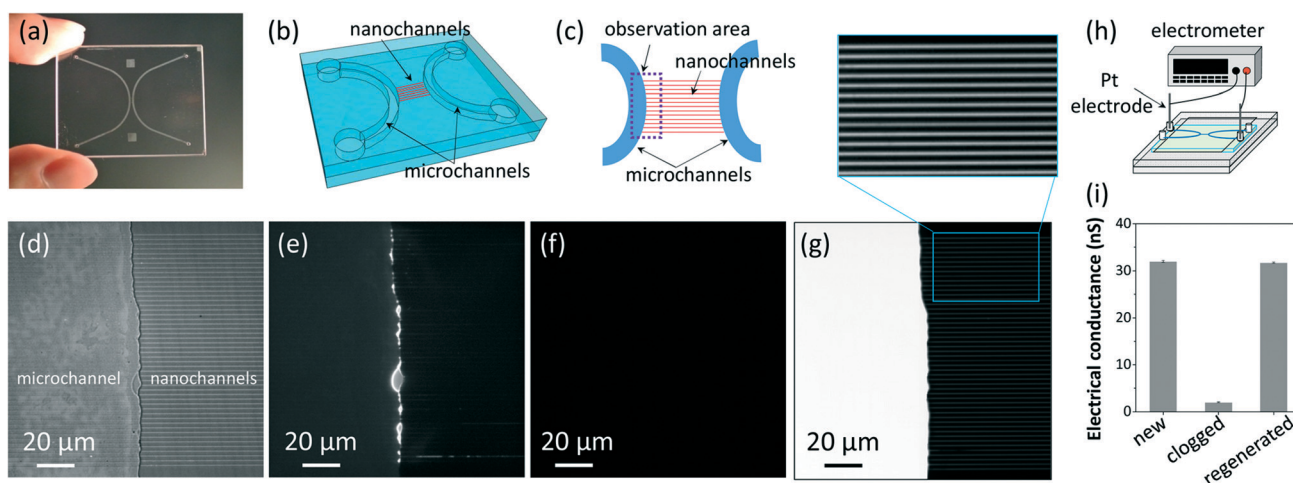 (a)
(b)
nanochannels
microchannels
(c)
observation area
nanochannels
microchannels
(h)
electrometer
Pt
electrode
(d)
microchannel
nanochannels
20 μm
(e)
20 μm
(f)
20 μm
(g)
20 μm
(i)
Electrical conductance (nS)
40
30
20
10
0
new
clogged
regenerated